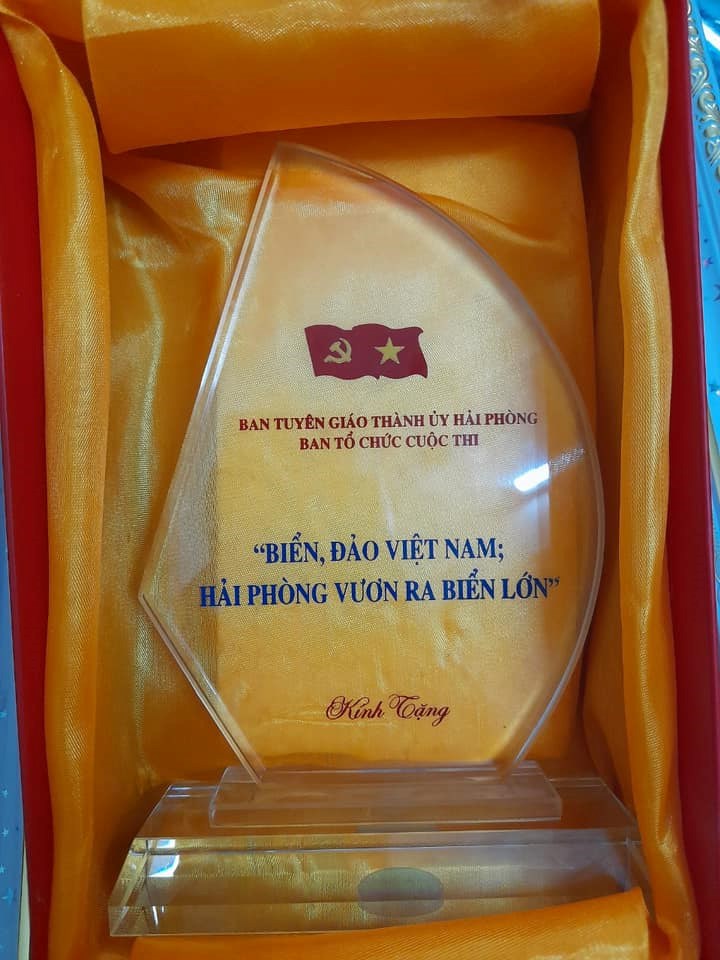 BAN TUYÊN GIÁO THÀNH ỦY HẢI PHÒNG
BAN TỔ CHỨC CUỘC THI
“BIỂN, ĐẢO VIỆT NAM;
HẢI PHÒNG VƯƠN RA BIỂN LỚN”
Kính Tặng